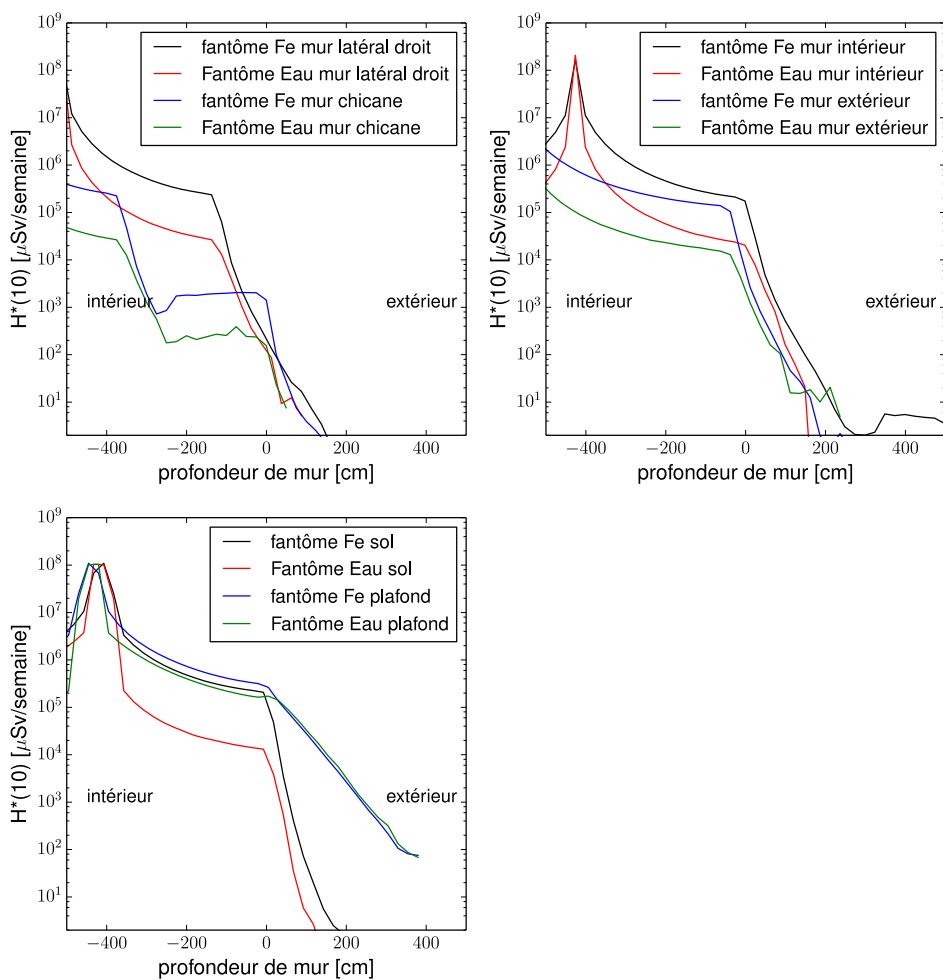 10⁹
10⁸
10⁷
10⁶
10⁵
10⁴
10³
10²
10¹
H*(10) [μSv/semaine]
fantôme Fe mur latéral droit
Fantôme Eau mur latéral droit
fantôme Fe mur chicane
Fantôme Eau mur chicane
intérieur
extérieur
−400 −200 0 200 400
profondeur de mur [cm]
10⁹
10⁸
10⁷
10⁶
10⁵
10⁴
10³
10²
10¹
H*(10) [μSv/semaine]
fantôme Fe mur intérieur
Fantôme Eau mur intérieur
fantôme Fe mur extérieur
Fantôme Eau mur extérieur
intérieur
extérieur
−400 −200 0 200 400
profondeur de mur [cm]
10⁹
10⁸
10⁷
10⁶
10⁵
10⁴
10³
10²
10¹
H*(10) [μSv/semaine]
fantôme Fe sol
Fantôme Eau sol
fantôme Fe plafond
Fantôme Eau plafond
intérieur
extérieur
−400 −200 0 200 400
profondeur de mur [cm]